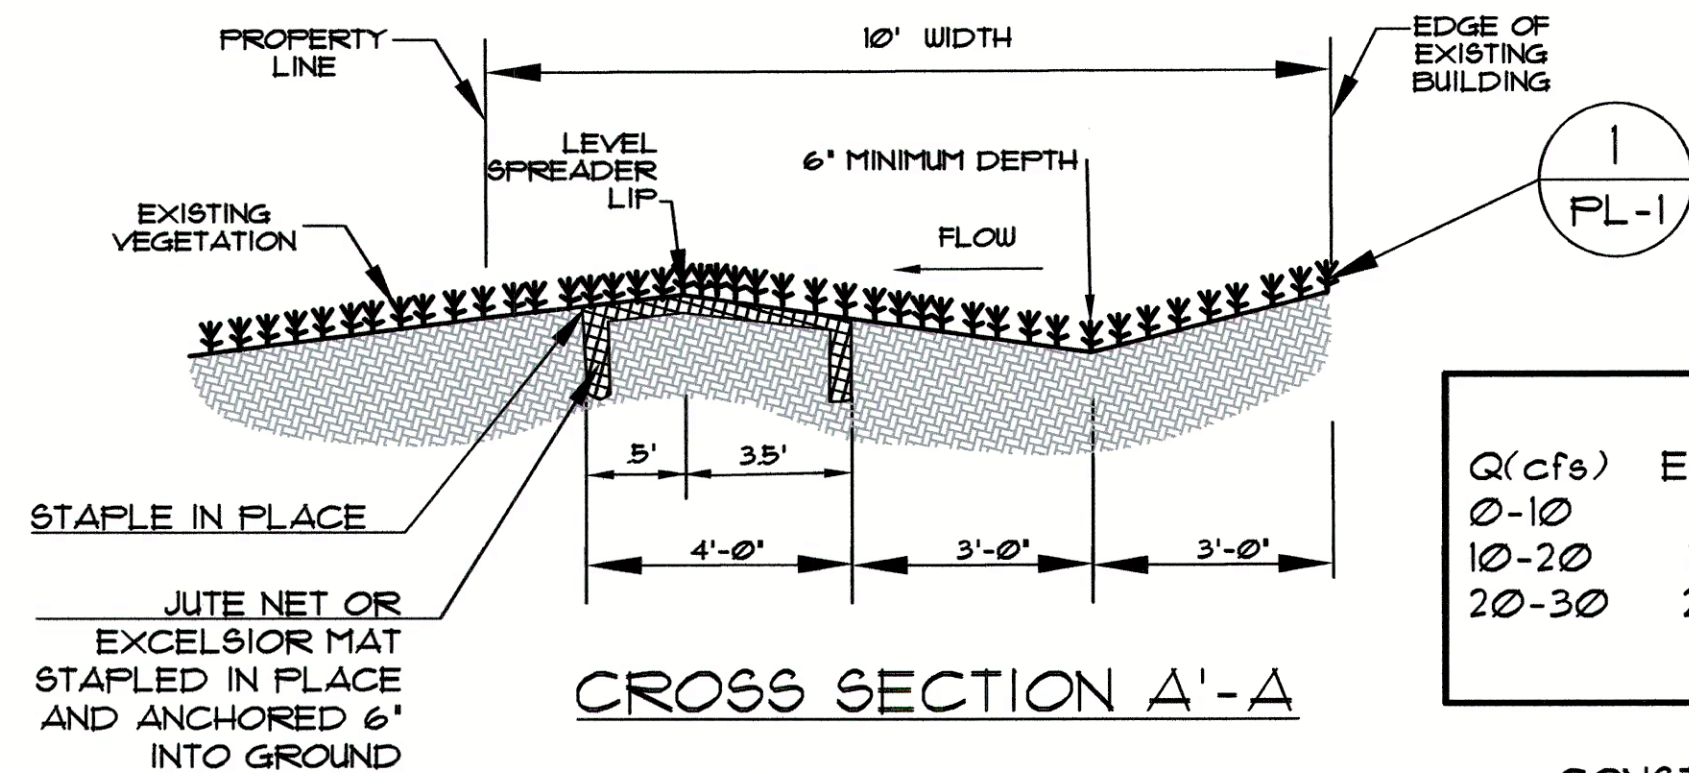 PROPERTY
LINE
10' WIDTH
EDGE OF
EXISTING
BUILDING
1
PL-1
LEVEL
SPREADER
LIP
6" MINIMUM DEPTH
EXISTING
VEGETATION
FLOW
.5'
3.5'
STAPLE IN PLACE
4'-0"
3'-0"
3'-0"
JUTE NET OR
EXCELSIOR MAT
STAPLED IN PLACE
AND ANCHORED 6"
INTO GROUND
CROSS SECTION A'-A
Q(cfs)
0-10
10-20
20-30